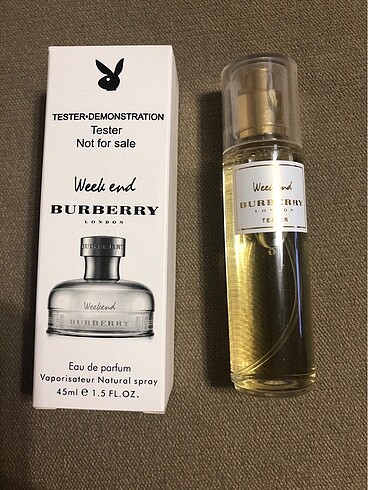 TESTER•DEMONSTRATION
Tester
Not for sale
Week end
BURBERRY
LONDON
Weekend
BURBERRY
Eau de parfum
Vaporisateur Natural spray
45ml e 1.5 FL.OZ.
Week end
BURBERRY
LONDON
TESTER